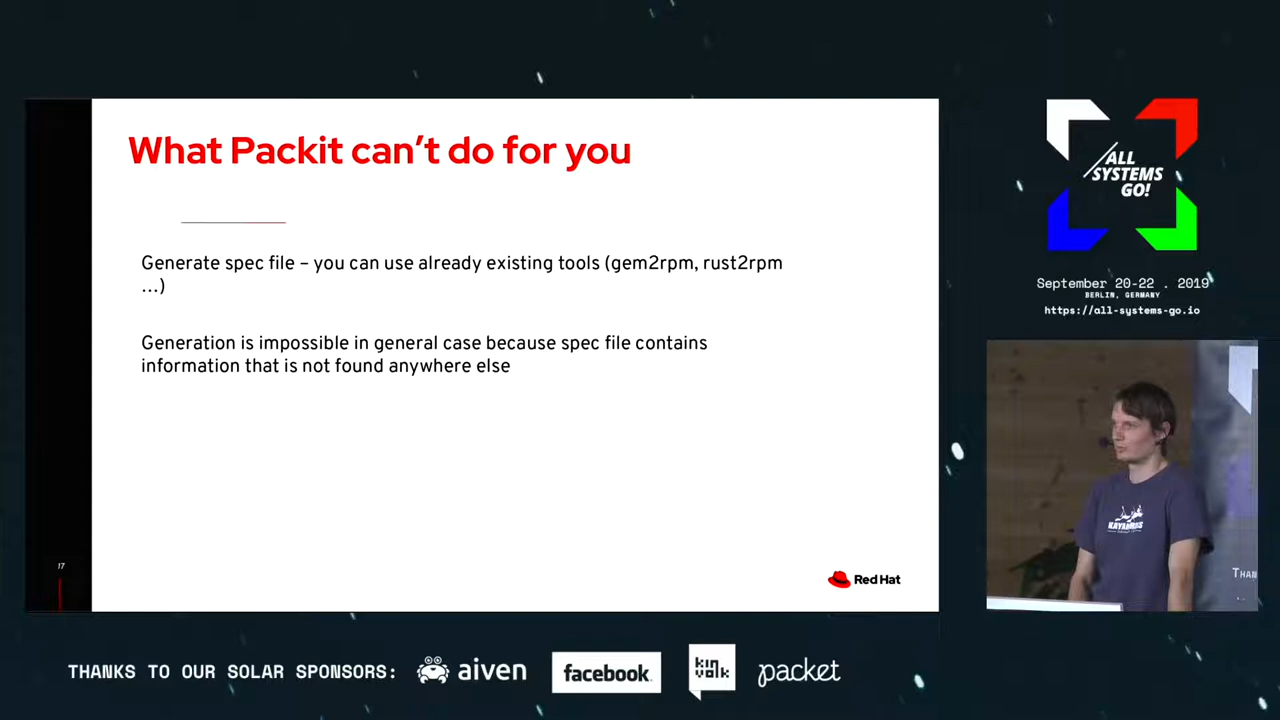 What Packit can't do for you
Generate spec file – you can use already existing tools (gem2rpm, rust2rpm
...)
Generation is impossible in general case because spec file contains
information that is not found anywhere else
17
Red Hat
ALL
SYSTEMS
GO!
September 20-22 . 2019
BERLIN, GERMANY
https://all-systems-go.io
THANKS TO OUR SOLAR SPONSORS:
aiven
facebook
kinvolk
packet